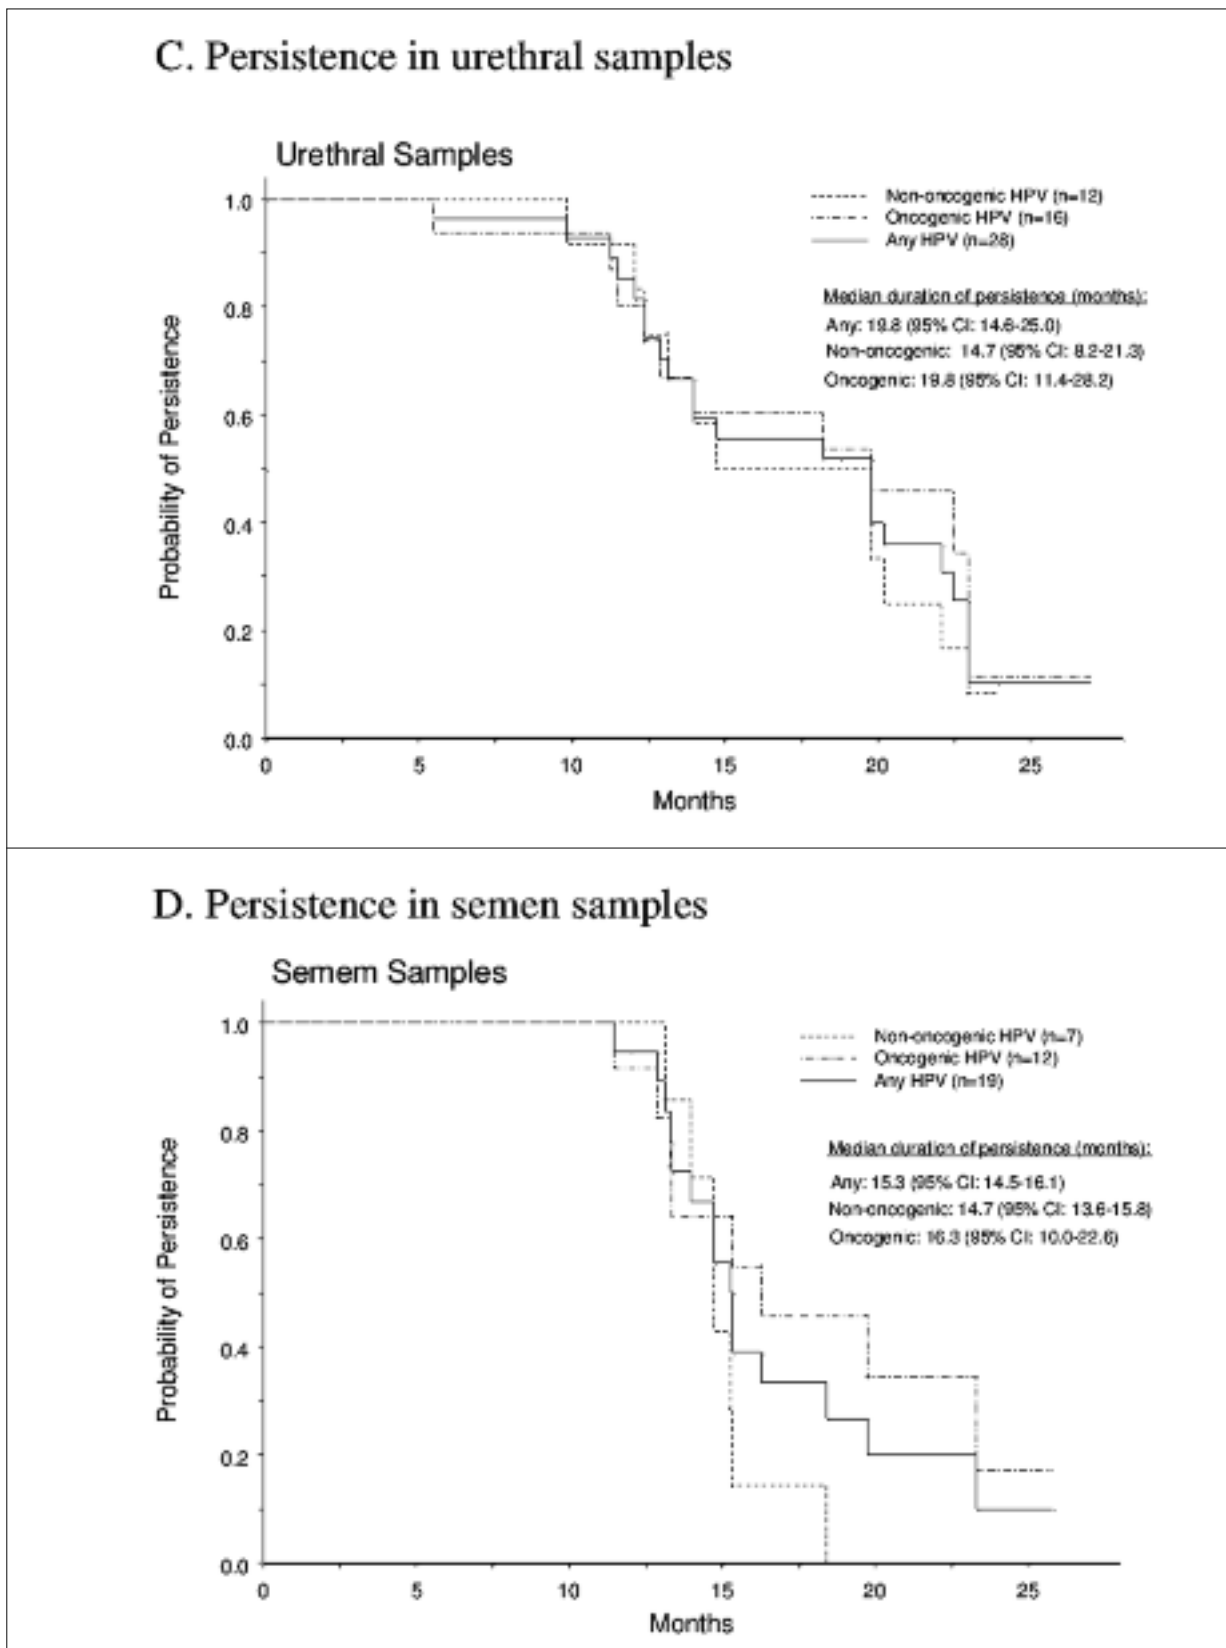 C. Persistence in urethral samples
Urethral Samples
Non-oncogenic HPV (n=12)
Oncogenic HPV (n=16)
Any HPV (n=28)
Median duration of persistence (months):
Any: 19.8 (95% CI: 14.6-25.0)
Non-oncogenic: 14.7 (95% CI: 8.2-21.3)
Oncogenic: 19.8 (95% CI: 11.4-28.2)
Probability of Persistence
1.0
0.8
0.6
0.4
0.2
0.0
0 5 10 15 20 25
Months
D. Persistence in semen samples
Semem Samples
Non-oncogenic HPV (n=7)
Oncogenic HPV (n=12)
Any HPV (n=19)
Median duration of persistence (months):
Any: 15.3 (95% CI: 14.5-16.1)
Non-oncogenic: 14.7 (95% CI: 13.6-15.8)
Oncogenic: 16.3 (95% CI: 10.0-22.6)
Probability of Persistence
1.0
0.8
0.6
0.4
0.2
0.0
0 5 10 15 20 25
Months